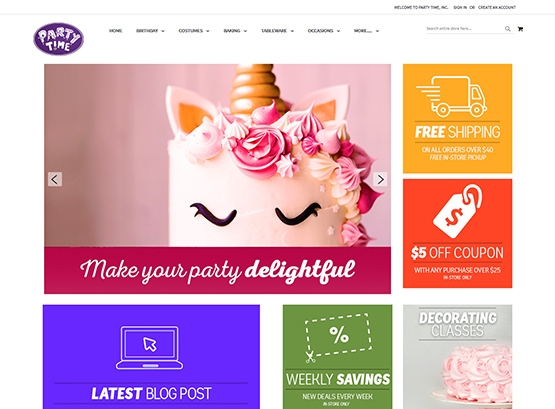 WELCOME TO PARTY TIME, INC. SIGN IN OR CREATE AN ACCOUNT
PARTY
TIME
HOME BIRTHDAY COSTUMES BAKING TABLEWARE OCCASIONS MORE.....
Search entire store here...
Make your party delightful
FREE SHIPPING
ON ALL ORDERS OVER $40
FREE IN-STORE PICKUP
$
$5 OFF COUPON
WITH ANY PURCHASE OVER $25
IN-STORE ONLY
LATEST BLOG POST
%
WEEKLY SAVINGS
NEW DEALS EVERY WEEK
IN-STORE ONLY
DECORATING
CLASSES